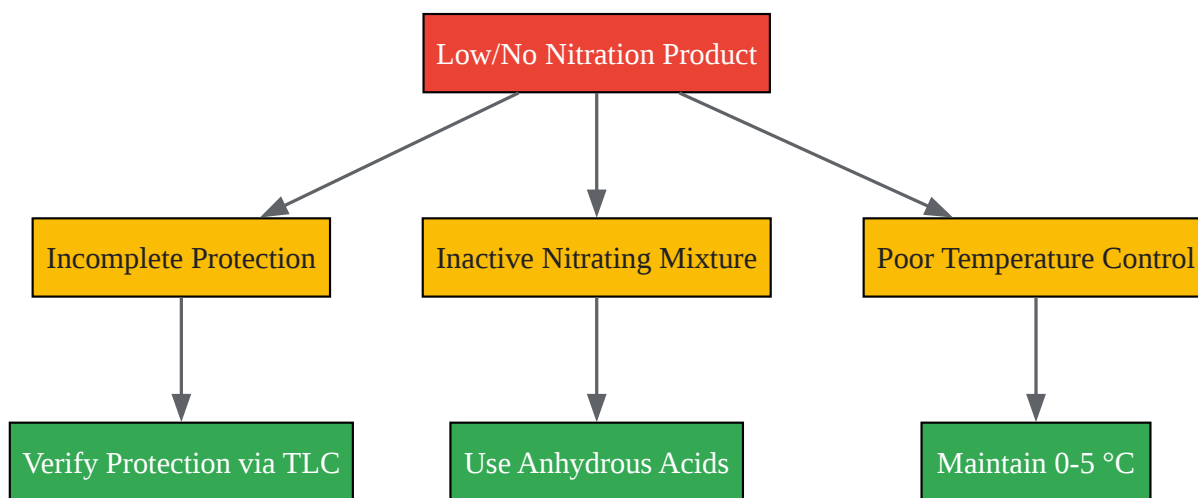 Low/No Nitration Product
Incomplete Protection
Inactive Nitrating Mixture
Poor Temperature Control
Verify Protection via TLC
Use Anhydrous Acids
Maintain 0-5 °C